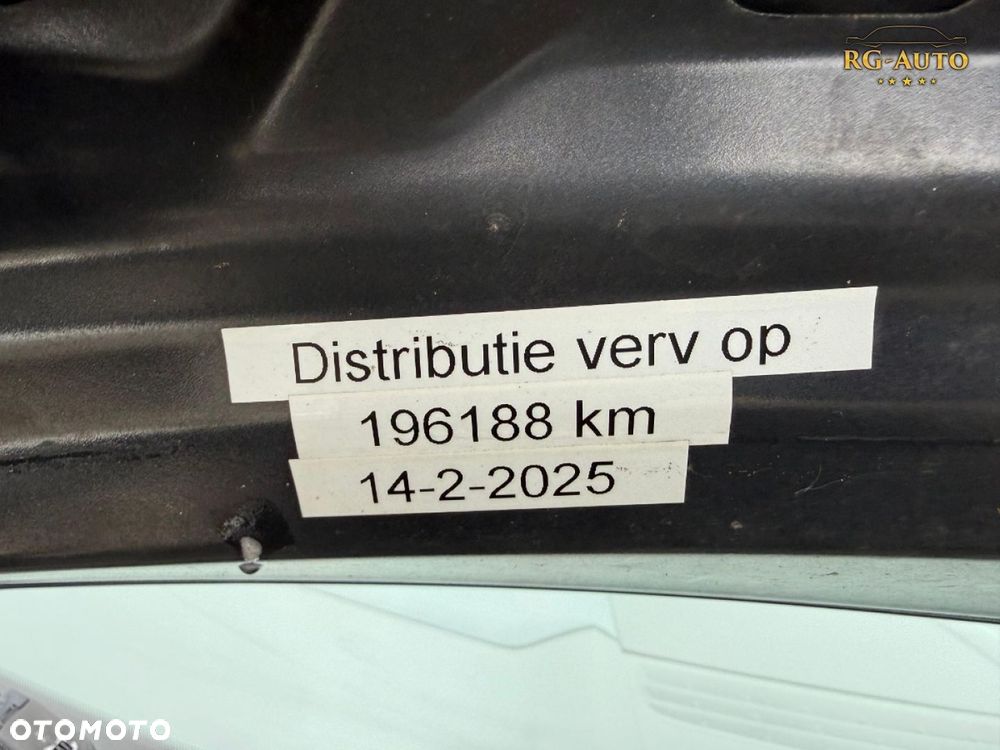 RG-AUTO
Distributie verv op
196188 km
14-2-2025
OTOMOTO